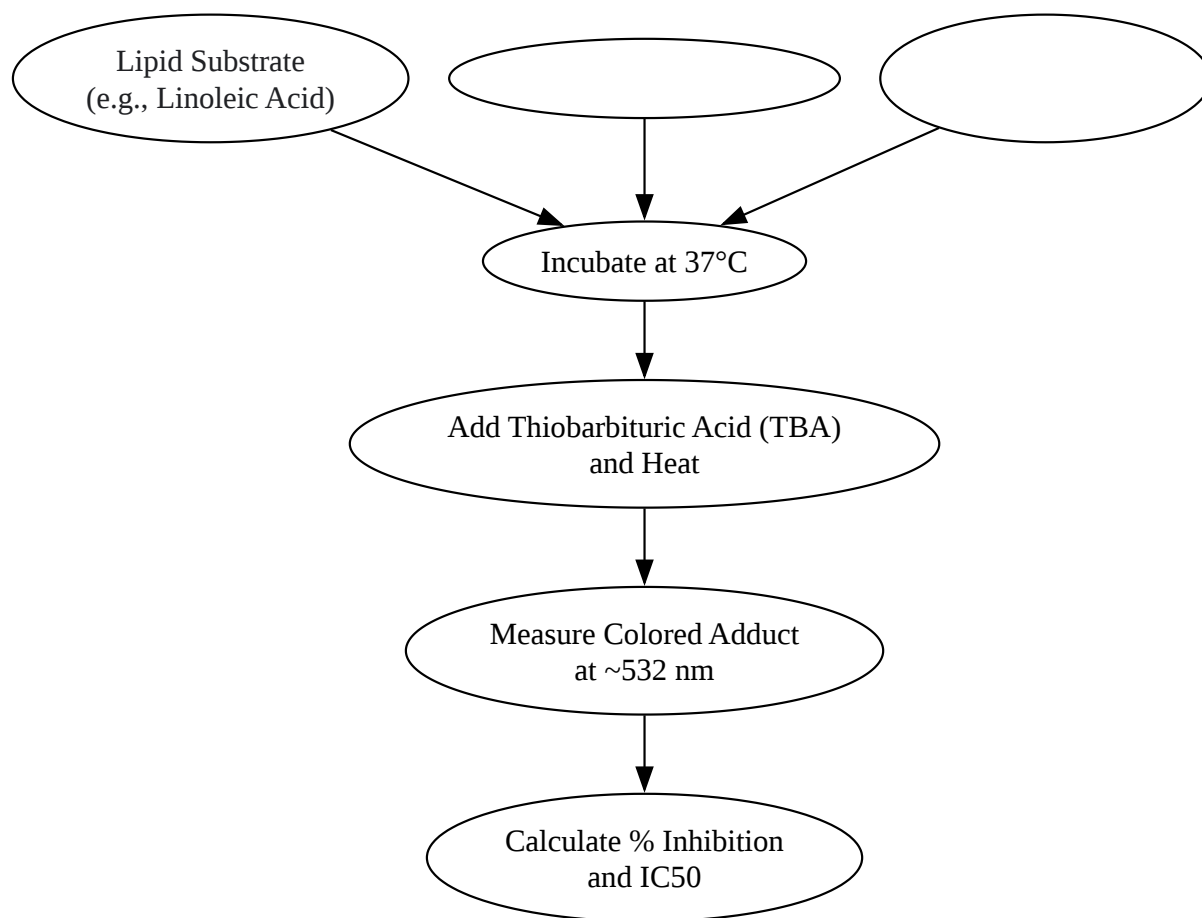 Lipid Substrate
(e.g., Linoleic Acid)
Incubate at 37°C
Add Thiobarbituric Acid (TBA)
and Heat
Measure Colored Adduct
at ~532 nm
Calculate % Inhibition
and IC50